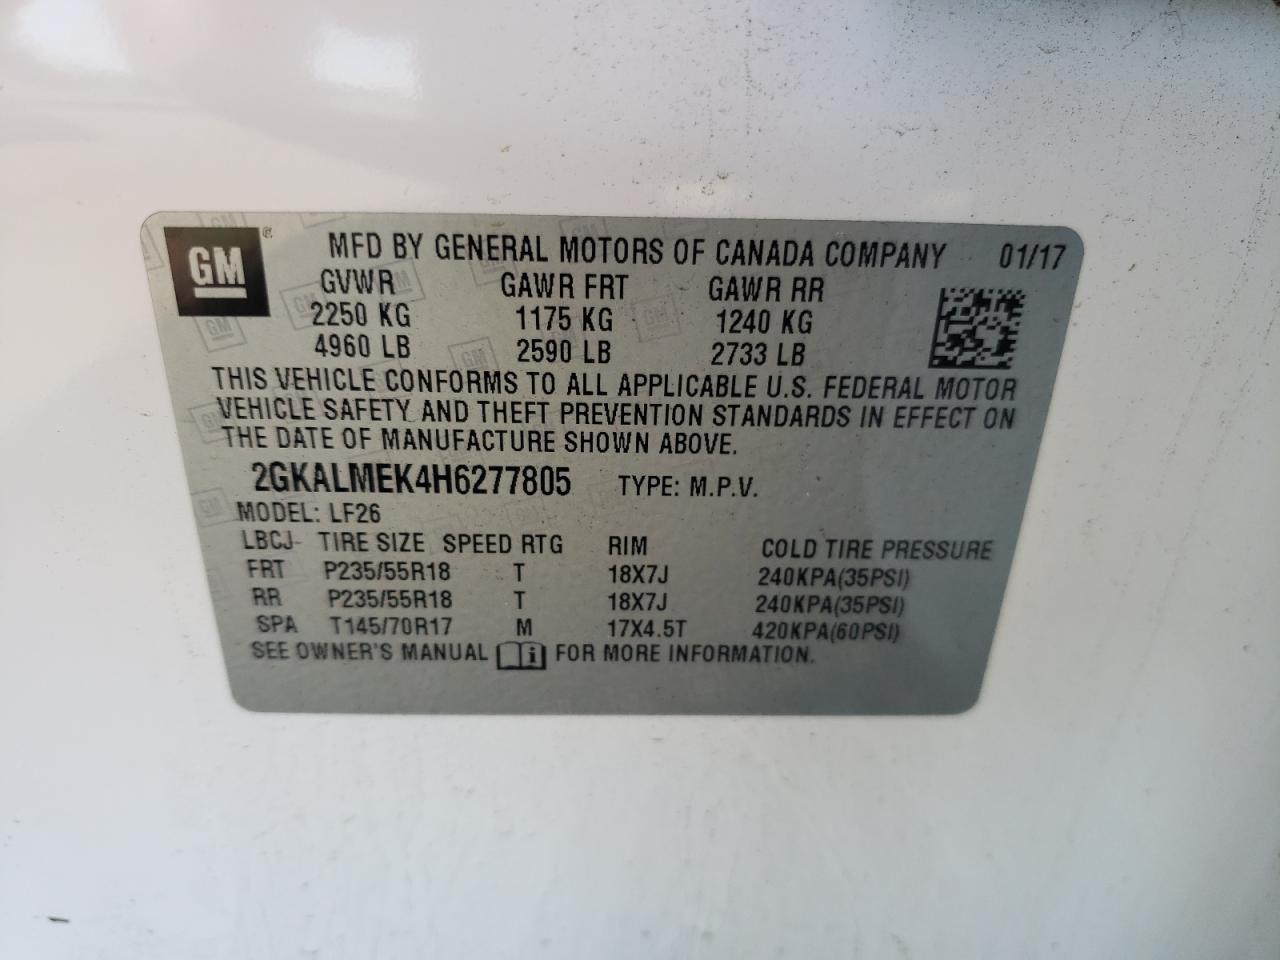 GM ® MFD BY GENERAL MOTORS OF CANADA COMPANY 01/17
GVWR GAWR FRT GAWR RR
2250 KG 1175 KG 1240 KG
4960 LB 2590 LB 2733 LB
THIS VEHICLE CONFORMS TO ALL APPLICABLE U.S. FEDERAL MOTOR
VEHICLE SAFETY AND THEFT PREVENTION STANDARDS IN EFFECT ON
THE DATE OF MANUFACTURE SHOWN ABOVE.
2GKALMEK4H6277805 TYPE: M.P.V.
MODEL: LF26
LBCJ- TIRE SIZE SPEED RTG RIM COLD TIRE PRESSURE
FRT P235/55R18 T 18X7J 240KPA(35PSI)
RR P235/55R18 T 18X7J 240KPA(35PSI)
SPA T145/70R17 M 17X4.5T 420KPA(60PSI)
SEE OWNER'S MANUAL i FOR MORE INFORMATION.